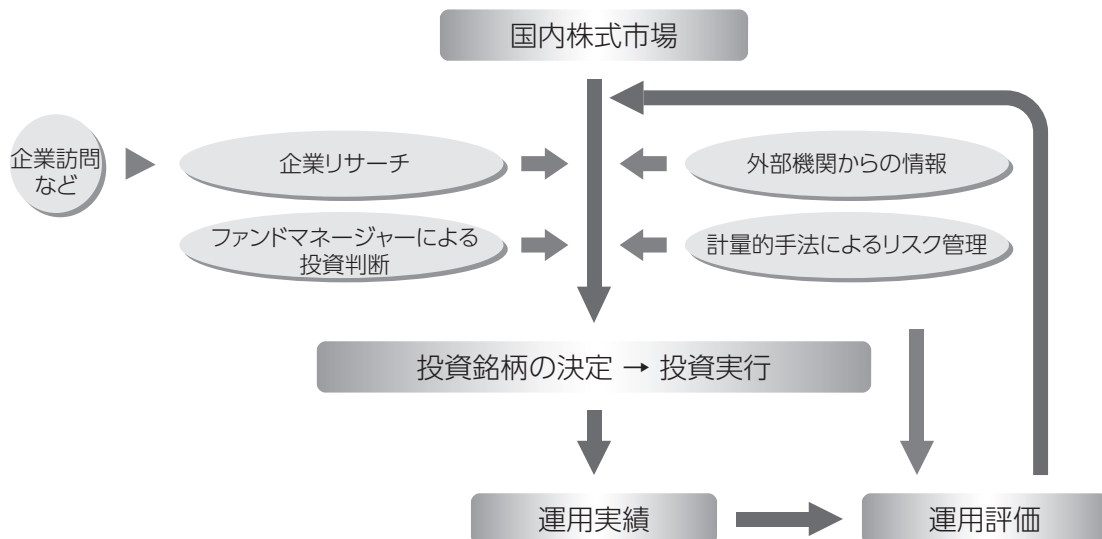 国内株式市場
企業訪問
など
企業リサーチ
外部機関からの情報
ファンドマネージャーによる
投資判断
計量的手法によるリスク管理
投資銘柄の決定 → 投資実行
運用実績
運用評価